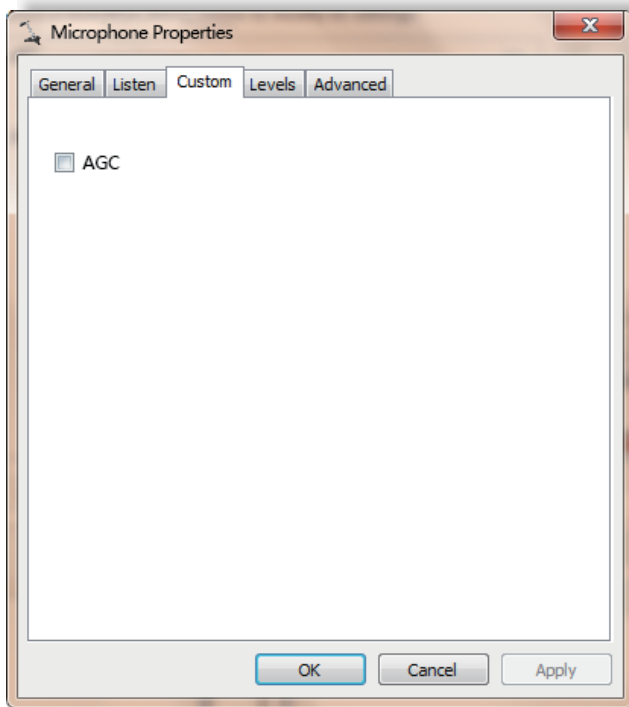 Microphone Properties
General Listen Custom Levels Advanced
AGC
OK Cancel Apply